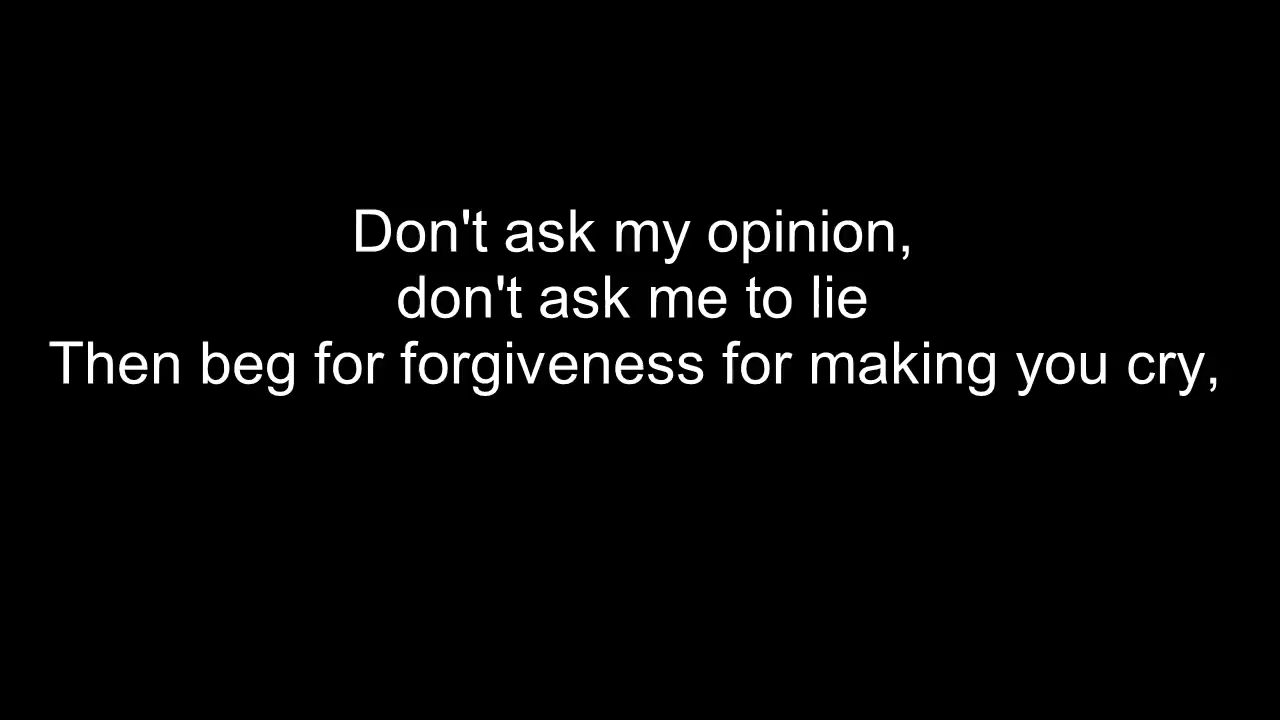 Don't ask my opinion,
don't ask me to lie
Then beg for forgiveness for making you cry,